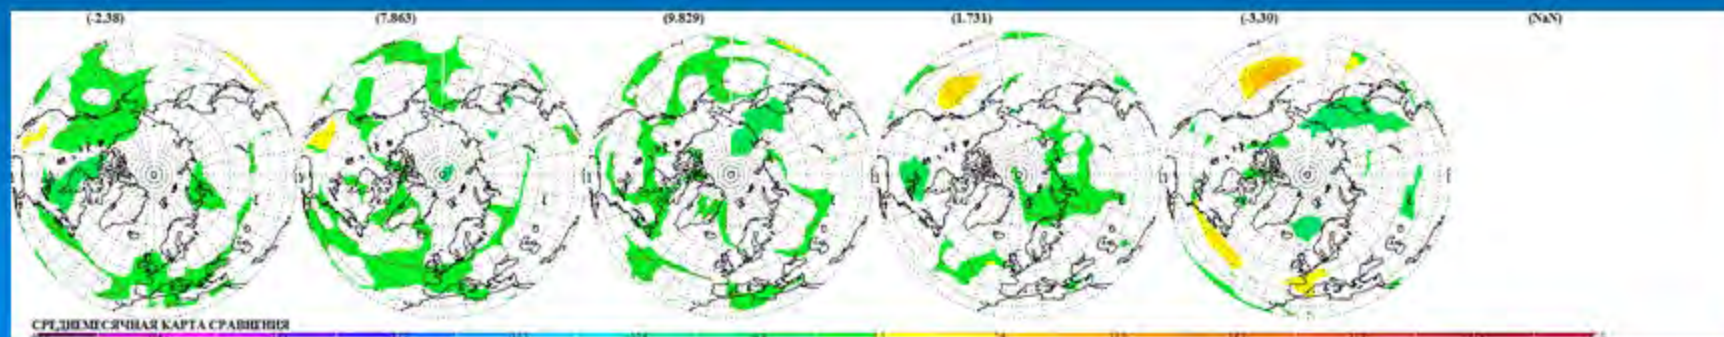 (-2.38) (7.863) (9.829) (1.731) (-3.30) (NaN)
СРЕДНЕМЕСЯЧНАЯ КАРТА СРАВНЕНИЯ